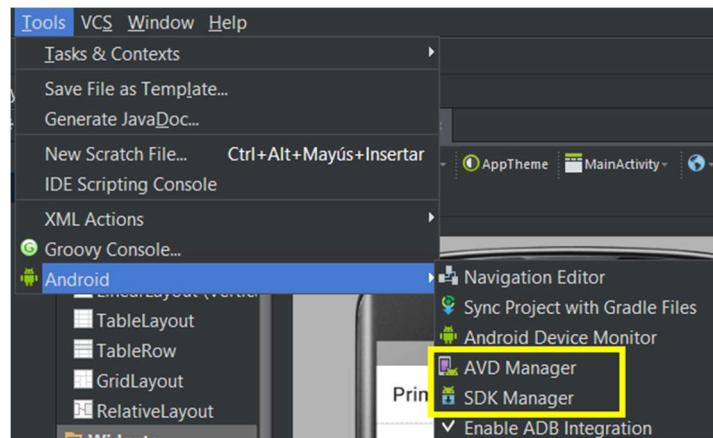 Tools VCS Window Help
Tasks & Contexts
Save File as Template...
Generate JavaDoc...
New Scratch File... Ctrl+Alt+Mayús+Insertar
IDE Scripting Console
AppTheme MainActivity
XML Actions
Groovy Console...
Android
Navigation Editor
Sync Project with Gradle Files
Android Device Monitor
AVD Manager
SDK Manager
Enable ADB Integration
TableLayout
TableRow
GridLayout
RelativeLayout
Prin